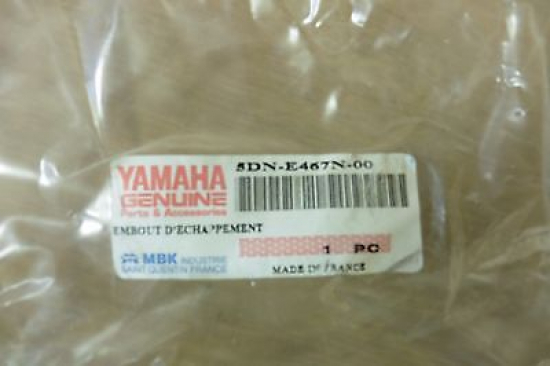 YAMAHA
GENUINE
Parts & Accessories
5DN-E467N-00
EMBOUT D'ECHAPPEMENT
1 PC
MBK INDUSTRIE
SAINT QUENTIN FRANCE
MADE IN FRANCE